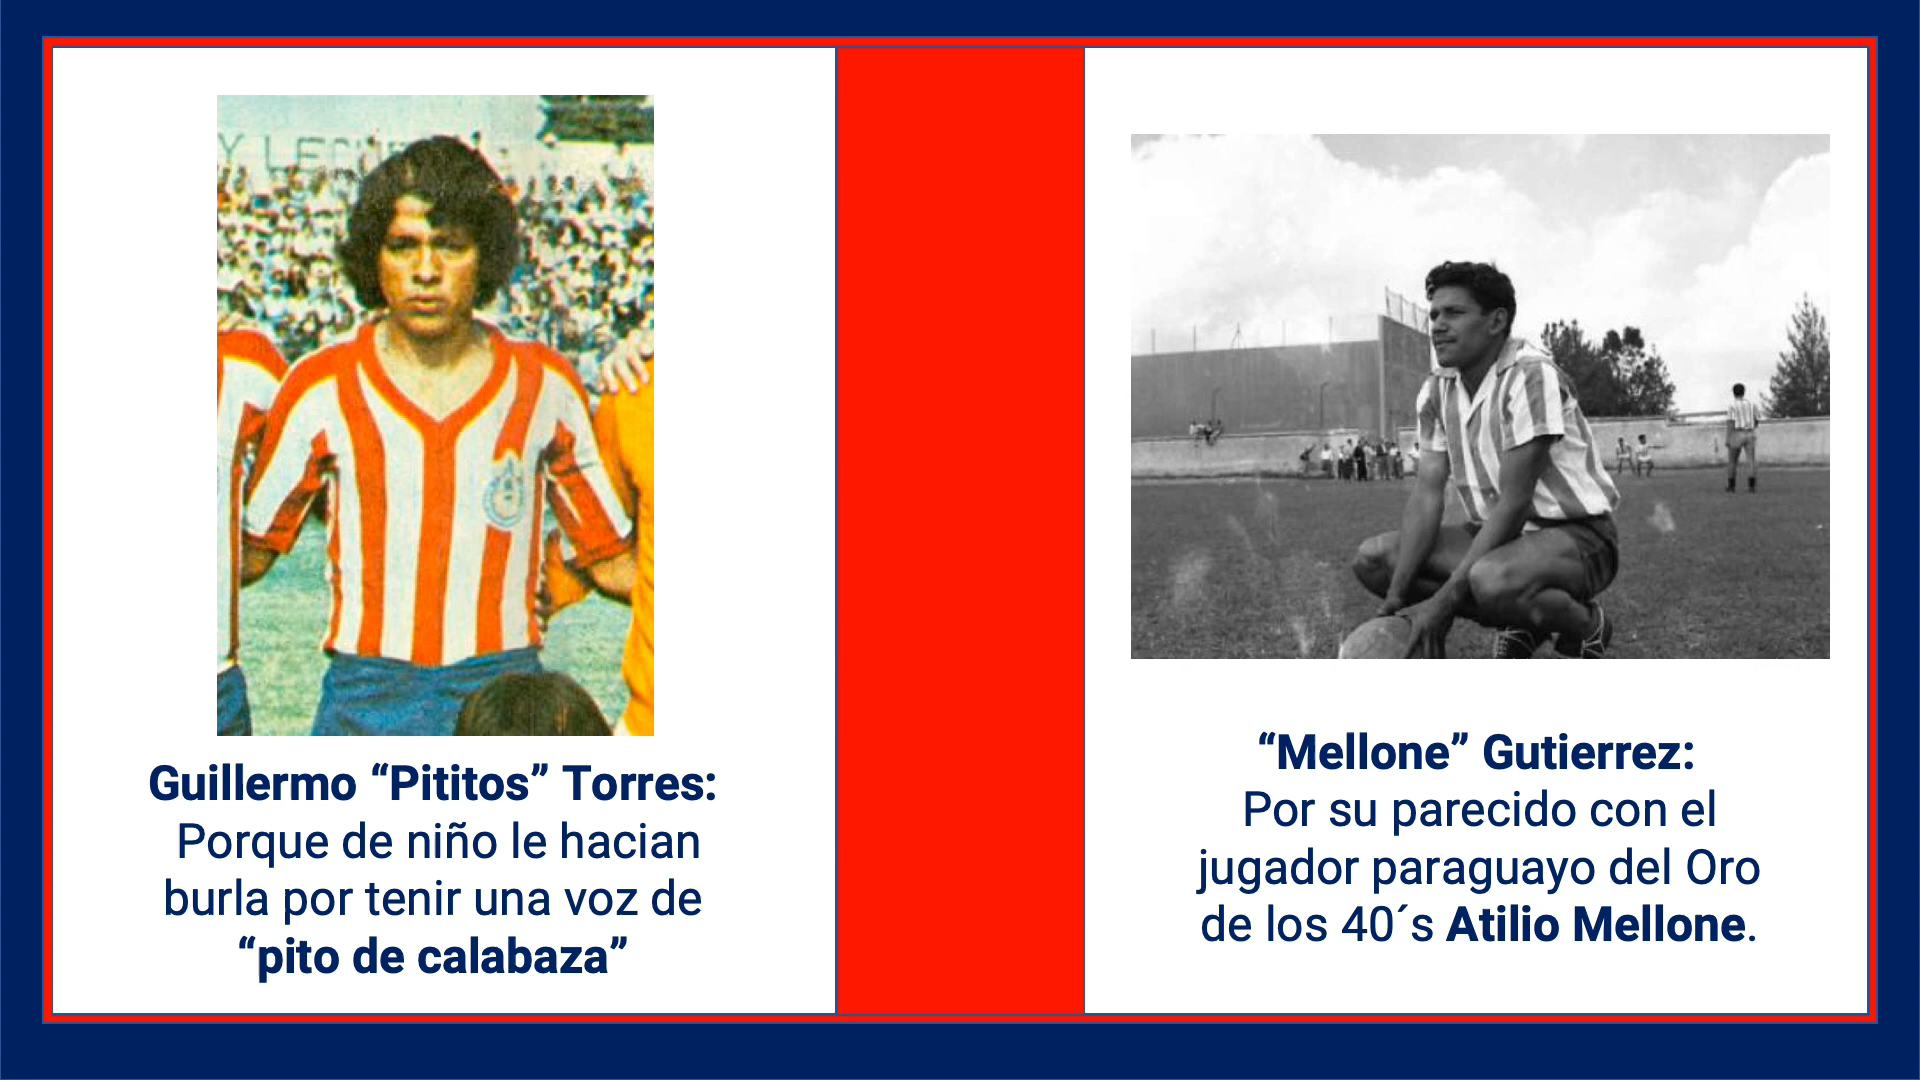 Guillermo “Pititos” Torres:
Porque de niño le hacian
burla por tener una voz de
“pito de calabaza”
“Mellone” Gutierrez:
Por su parecido con el
jugador paraguayo del Oro
de los 40´s Atilio Mellone.